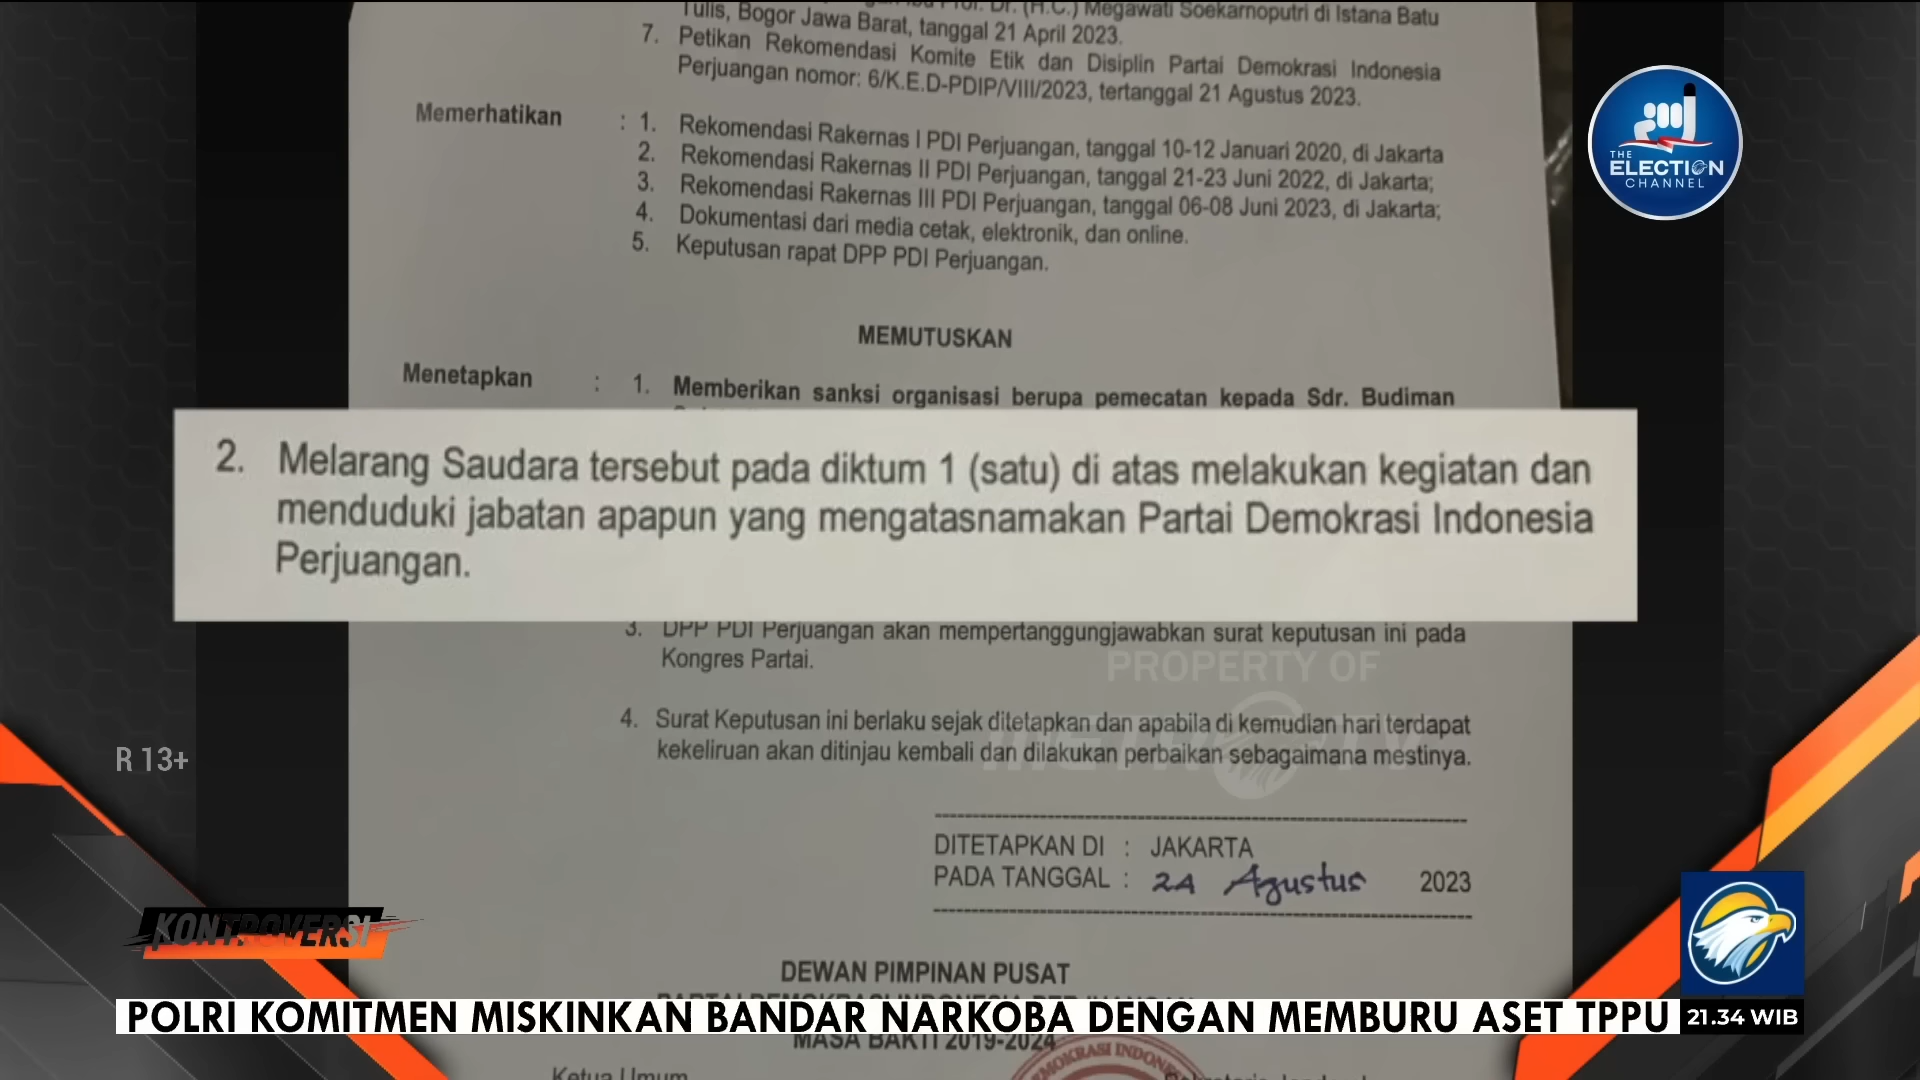 (H.C.) Megawati Soekarnoputri di Istana Batu
Tulis, Bogor Jawa Barat, tanggal 21 April 2023.
7. Petikan Rekomendasi Komite Etik dan Disiplin Partai Demokrasi Indonesia
Perjuangan nomor: 6/K.E.D-PDIP/VIII/2023, tertanggal 21 Agustus 2023.
Memerhatikan : 1. Rekomendasi Rakernas I PDI Perjuangan, tanggal 10-12 Januari 2020, di Jakarta
2. Rekomendasi Rakernas II PDI Perjuangan, tanggal 21-23 Juni 2022, di Jakarta;
3. Rekomendasi Rakernas III PDI Perjuangan, tanggal 06-08 Juni 2023, di Jakarta;
4. Dokumentasi dari media cetak, elektronik, dan online.
5. Keputusan rapat DPP PDI Perjuangan.
THE
ELECTION
CHANNEL
MEMUTUSKAN
Menetapkan : 1. Memberikan sanksi organisasi berupa pemecatan kepada Sdr. Budiman
2. Melarang Saudara tersebut pada diktum 1 (satu) di atas melakukan kegiatan dan
menduduki jabatan apapun yang mengatasnamakan Partai Demokrasi Indonesia
Perjuangan.
3. DPP PDI Perjuangan akan mempertanggungjawabkan surat keputusan ini pada
Kongres Partai.
PROPERTY OF
METRO TV
4. Surat Keputusan ini berlaku sejak ditetapkan dan apabila di kemudian hari terdapat
kekeliruan akan ditinjau kembali dan dilakukan perbaikan sebagaimana mestinya.
R 13+
DITETAPKAN DI : JAKARTA
PADA TANGGAL : 24 Agustus 2023
KONTROVERSI
DEWAN PIMPINAN PUSAT
POLRI KOMITMEN MISKINKAN BANDAR NARKOBA DENGAN MEMBURU ASET TPPU
21.34 WIB
MASA BAKTI 2019-2024
Ketua Umum